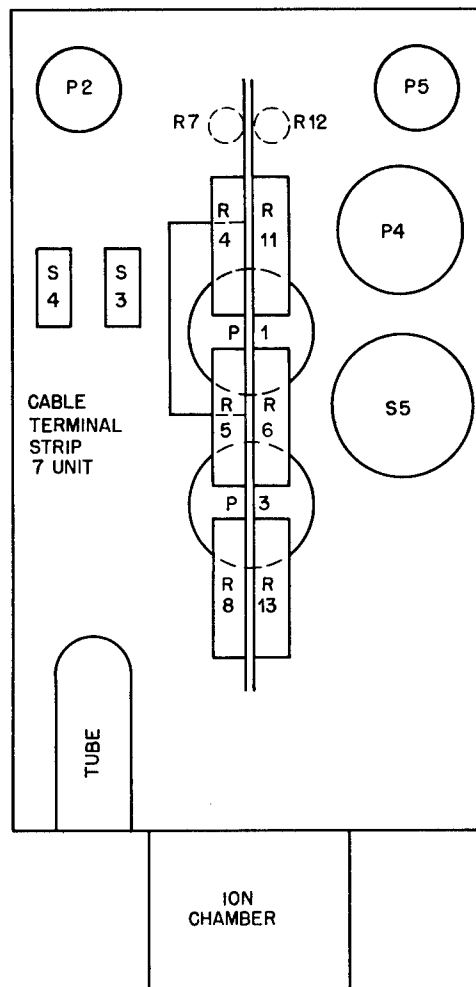 P2
P5
R7
R12
R
4
R
11
P4
S
4
S
3
P 1
CABLE
TERMINAL
STRIP
7 UNIT
R
5
R
6
S5
P 3
R
8
R
13
TUBE
ION
CHAMBER